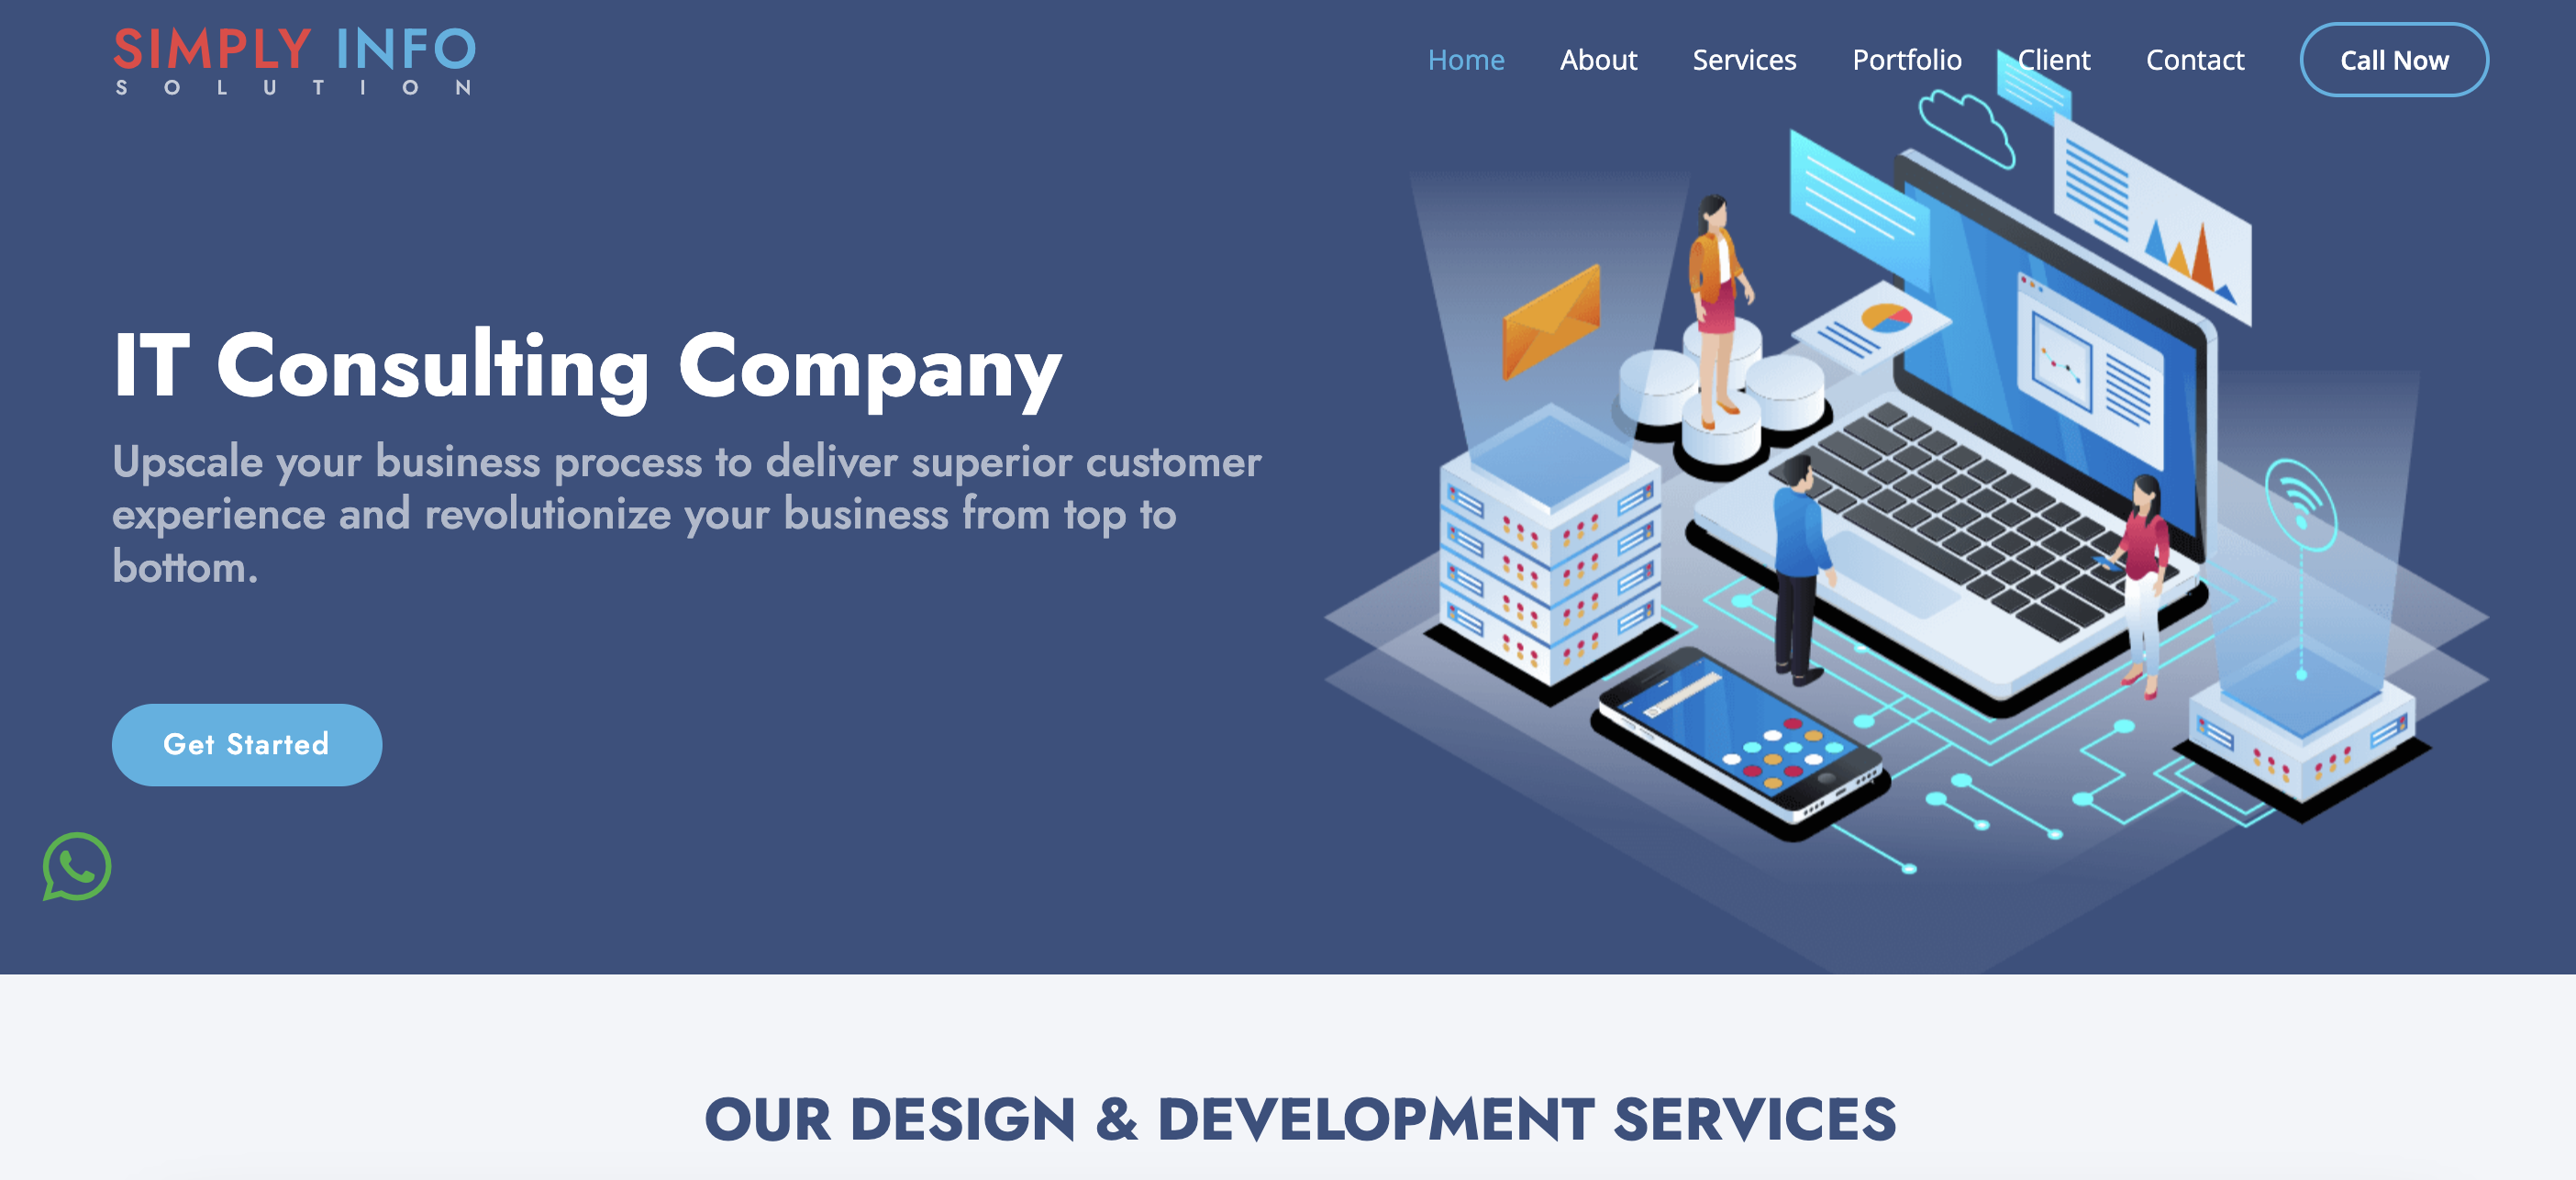 SIMPLY INFO
SOLUTION
Home About Services Portfolio Client Contact Call Now
IT Consulting Company
Upscale your business process to deliver superior customer
experience and revolutionize your business from top to
bottom.
Get Started
OUR DESIGN & DEVELOPMENT SERVICES